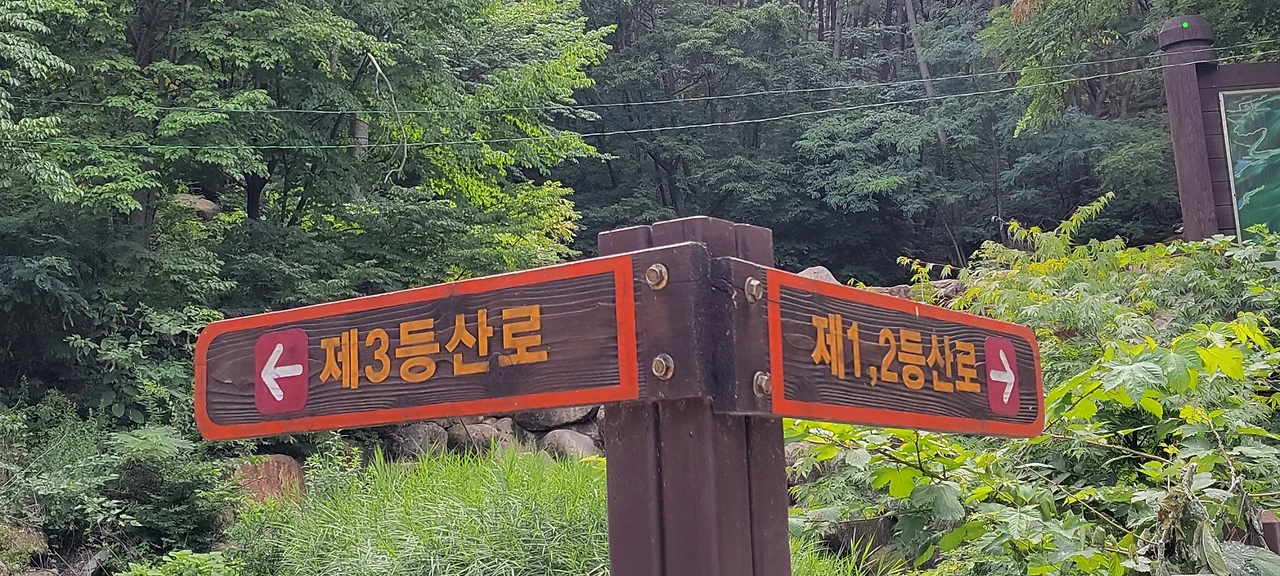 ← 제3등산로
제1,2등산로 →